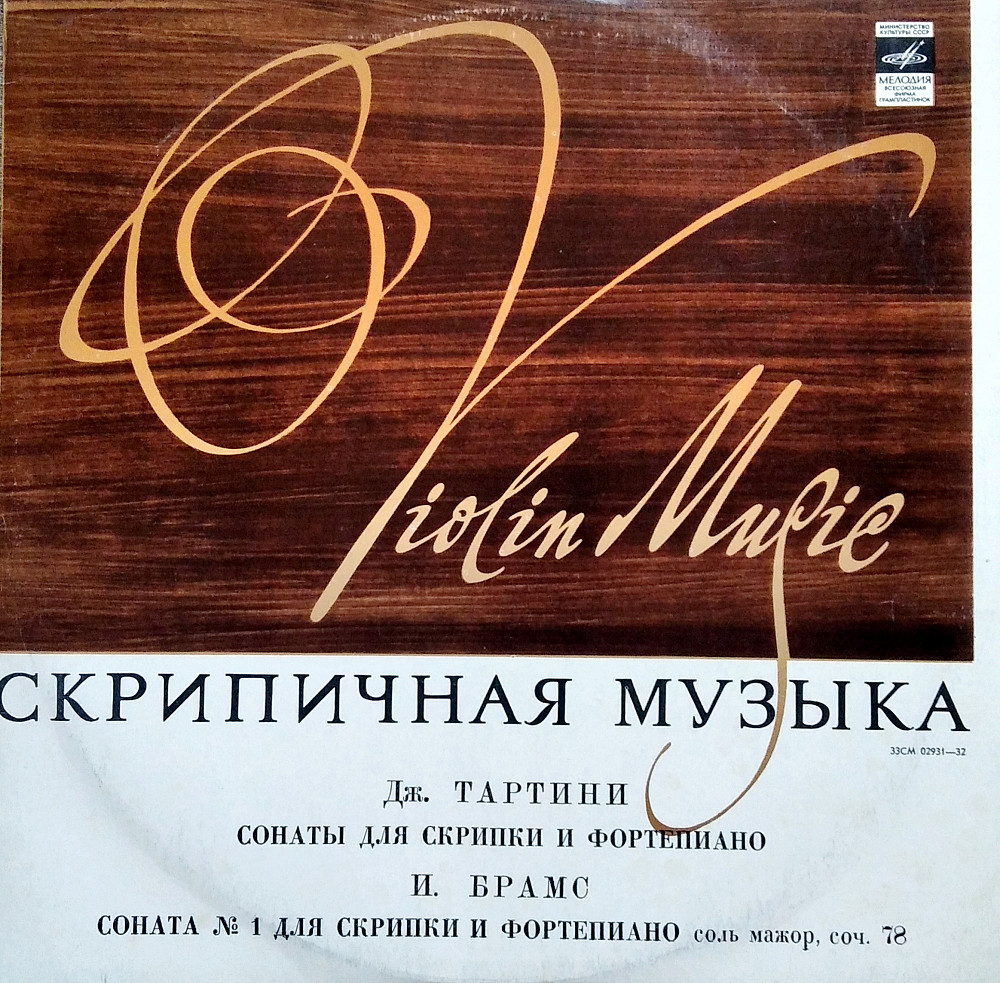 МИНИСТЕРСТВО
КУЛЬТУРЫ СССР
МЕЛОДИЯ
ВСЕСОЮЗНАЯ
ФИРМА
ГРАМПЛАСТИНОК
Violin Music
СКРИПИЧНАЯ МУЗЫКА
33СМ 02931—32
Дж. ТАРТИНИ
СОНАТЫ ДЛЯ СКРИПКИ И ФОРТЕПИАНО
И. БРАМС
СОНАТА № 1 ДЛЯ СКРИПКИ И ФОРТЕПИАНО соль мажор, соч. 78